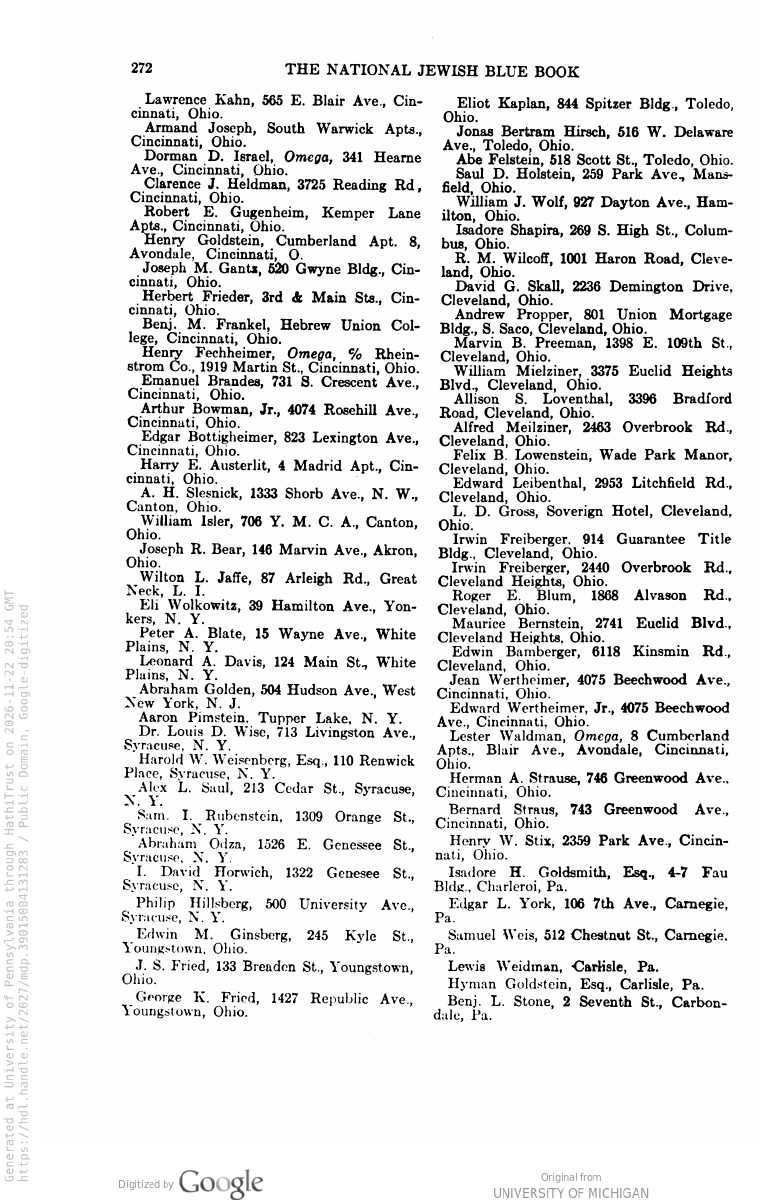 272
THE NATIONAL JEWISH BLUE BOOK
Lawrence Kahn, 565 E. Blair Ave., Cin-
cinnati, Ohio.
Armand Joseph, South Warwick Apts.,
Cincinnati, Ohio.
Dorman D. Israel, Omega, 341 Hearne
Ave., Cincinnati, Ohio.
Clarence J. Heldman, 3725 Reading Rd,
Cincinnati, Ohio.
Robert E. Gugenheim, Kemper Lane
Apts., Cincinnati, Ohio.
Henry Goldstein, Cumberland Apt. 8,
Avondale, Cincinnati, O.
Joseph M. Gantz, 520 Gwyne Bldg., Cin-
cinnati, Ohio.
Herbert Frieder, 3rd & Main Sts., Cin-
cinnati, Ohio.
Benj. M. Frankel, Hebrew Union Col-
lege, Cincinnati, Ohio.
Henry Fechheimer, Omega, % Rhein-
strom Co., 1919 Martin St., Cincinnati, Ohio.
Emanuel Brandes, 731 S. Crescent Ave.,
Cincinnati, Ohio.
Arthur Bowman, Jr., 4074 Rosehill Ave.,
Cincinnati, Ohio.
Edgar Bottigheimer, 823 Lexington Ave.,
Cincinnati, Ohio.
Harry E. Austerlit, 4 Madrid Apt., Cin-
cinnati, Ohio.
A. H. Slesnick, 1333 Shorb Ave., N. W.,
Canton, Ohio.
William Isler, 706 Y. M. C. A., Canton,
Ohio.
Joseph R. Bear, 146 Marvin Ave., Akron,
Ohio.
Wilton L. Jaffe, 87 Arleigh Rd., Great
Neck, L. I.
Eli Wolkowitz, 39 Hamilton Ave., Yon-
kers, N. Y.
Peter A. Blate, 15 Wayne Ave., White
Plains, N. Y.
Leonard A. Davis, 124 Main St., White
Plains, N. Y.
Abraham Golden, 504 Hudson Ave., West
New York, N. J.
Aaron Pimstein, Tupper Lake, N. Y.
Dr. Louis D. Wise, 713 Livingston Ave.,
Syracuse, N. Y.
Harold W. Weisenberg, Esq., 110 Renwick
Place, Syracuse, N. Y.
Alex L. Saul, 213 Cedar St., Syracuse,
N. Y.
Sam. I. Rubenstein, 1309 Orange St.,
Syracuse, N. Y.
Abraham Odza, 1526 E. Genessee St.,
Syracuse, N. Y.
I. David Horwich, 1322 Genesee St.,
Syracuse, N. Y.
Philip Hillsberg, 500 University Ave.,
Syracuse, N. Y.
Edwin M. Ginsberg, 245 Kyle St.,
Youngstown, Ohio.
J. S. Fried, 133 Breaden St., Youngstown,
Ohio.
George K. Fried, 1427 Republic Ave.,
Youngstown, Ohio.
Eliot Kaplan, 844 Spitzer Bldg., Toledo,
Ohio.
Jonas Bertram Hirsch, 516 W. Delaware
Ave., Toledo, Ohio.
Abe Felstein, 518 Scott St., Toledo, Ohio.
Saul D. Holstein, 259 Park Ave., Mans-
field, Ohio.
William J. Wolf, 927 Dayton Ave., Ham-
ilton, Ohio.
Isadore Shapira, 269 S. High St., Colum-
bus, Ohio.
R. M. Wilcoff, 1001 Haron Road, Cleve-
land, Ohio.
David G. Skall, 2236 Demington Drive,
Cleveland, Ohio.
Andrew Propper, 801 Union Mortgage
Bldg., S. Saco, Cleveland, Ohio.
Marvin B. Preeman, 1398 E. 109th St.,
Cleveland, Ohio.
William Mielziner, 3375 Euclid Heights
Blvd., Cleveland, Ohio.
Allison S. Loventhal, 3396 Bradford
Road, Cleveland, Ohio.
Alfred Meilziner, 2463 Overbrook Rd.,
Cleveland, Ohio.
Felix B. Lowenstein, Wade Park Manor,
Cleveland, Ohio.
Edward Leibenthal, 2953 Litchfield Rd.,
Cleveland, Ohio.
L. D. Gross, Soverign Hotel, Cleveland,
Ohio.
Irwin Freiberger, 914 Guarantee Title
Bldg., Cleveland, Ohio.
Irwin Freiberger, 2440 Overbrook Rd.,
Cleveland Heights, Ohio.
Roger E. Blum, 1868 Alvason Rd.,
Cleveland, Ohio.
Maurice Bernstein, 2741 Euclid Blvd.,
Cleveland Heights, Ohio.
Edwin Bamberger, 6118 Kinsmin Rd.,
Cleveland, Ohio.
Jean Wertheimer, 4075 Beechwood Ave.,
Cincinnati, Ohio.
Edward Wertheimer, Jr., 4075 Beechwood
Ave., Cincinnati, Ohio.
Lester Waldman, Omega, 8 Cumberland
Apts., Blair Ave., Avondale, Cincinnati,
Ohio.
Herman A. Strause, 746 Greenwood Ave.,
Cincinnati, Ohio.
Bernard Straus, 743 Greenwood Ave.,
Cincinnati, Ohio.
Henry W. Stix, 2359 Park Ave., Cincin-
nati, Ohio.
Isadore H. Goldsmith, Esq., 4-7 Fau
Bldg., Charleroi, Pa.
Edgar L. York, 106 7th Ave., Carnegie,
Pa.
Samuel Weis, 512 Chestnut St., Carnegie,
Pa.
Lewis Weidman, Carlisle, Pa.
Hyman Goldstein, Esq., Carlisle, Pa.
Benj. L. Stone, 2 Seventh St., Carbon-
dale, Pa.
Generated at University of Pennsylvania through HathiTrust on 2026-11-22 20:54 GMT
https://hdl.handle.net/2027/mdp.39015004131283 / Public Domain, Google-digitized
Digitized by Google
Original from
UNIVERSITY OF MICHIGAN